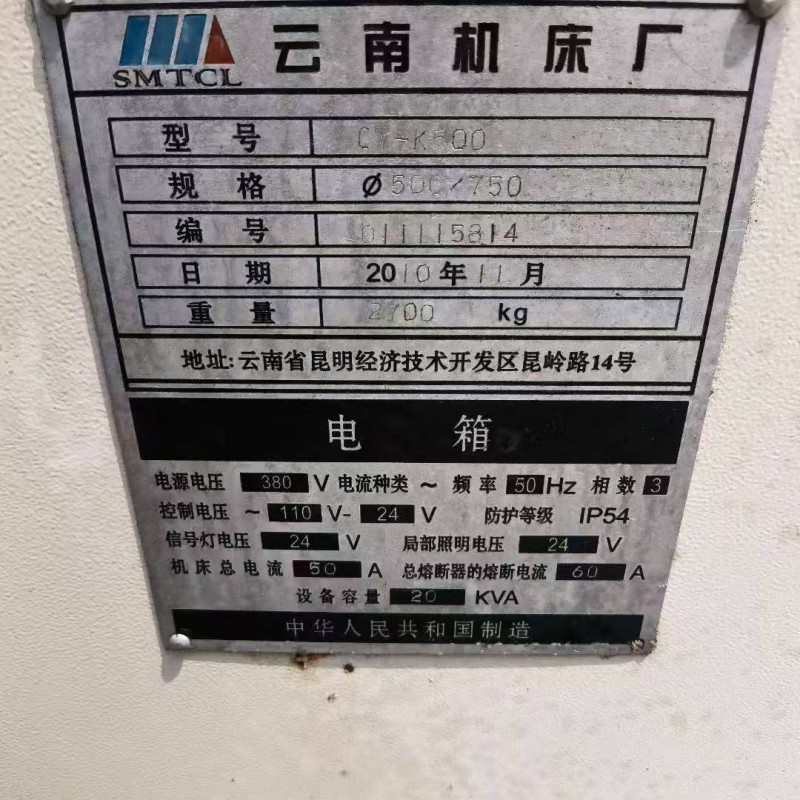 SMTCL 云南机床厂
型号 CY-K500
规格 Ø500/750
编号 D11115814
日期 2010年11月
重量 2700 kg
地址:云南省昆明经济技术开发区昆岭路14号
电箱
电源电压 380 V 电流种类 ~ 频率 50 Hz 相数 3
控制电压 ~ 110 V- 24 V 防护等级 IP54
信号灯电压 24 V 局部照明电压 24 V
机床总电流 50 A 总熔断器的熔断电流 60 A
设备容量 20 KVA
中华人民共和国制造